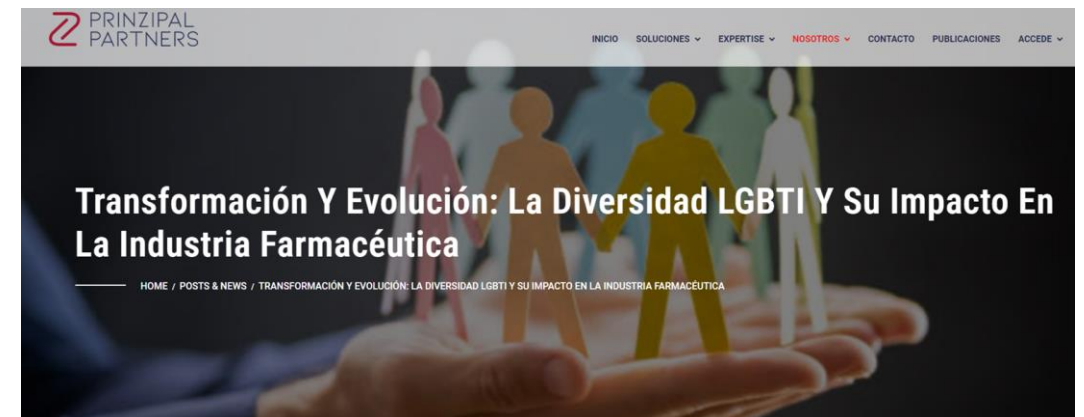 PRINZIPAL
PARTNERS
INICIO SOLUCIONES EXPERTISE NOSOTROS CONTACTO PUBLICACIONES ACCEDE
Transformación Y Evolución: La Diversidad LGBTI Y Su Impacto En
La Industria Farmacéutica
HOME / POSTS & NEWS / TRANSFORMACIÓN Y EVOLUCIÓN: LA DIVERSIDAD LGBTI Y SU IMPACTO EN LA INDUSTRIA FARMACÉUTICA